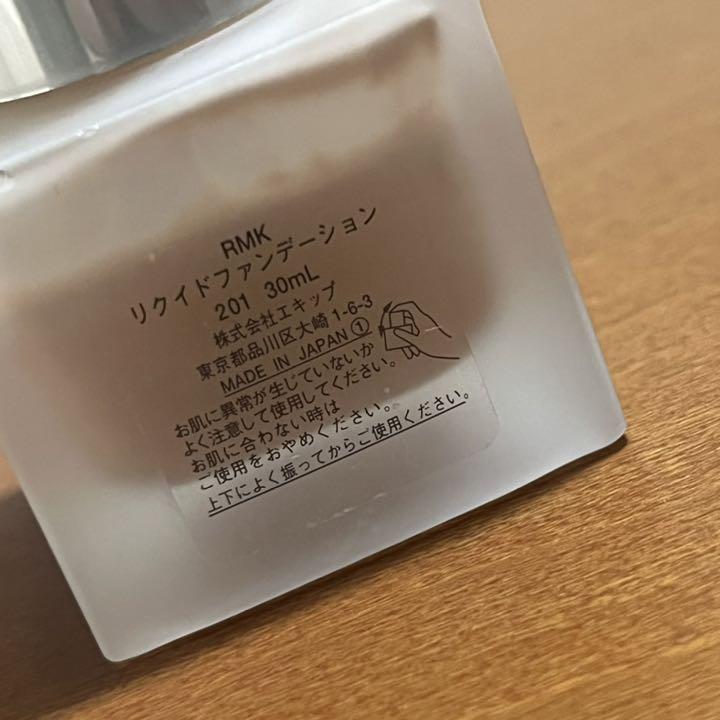 RMK
リクイドファンデーション
201 30mL
株式会社エキップ
東京都品川区大崎1-6-3
MADE IN JAPAN ①
お肌に異常が生じていないか
よく注意して使用してください。
お肌に合わない時は
ご使用をおやめください。
上下によく振ってからご使用ください。